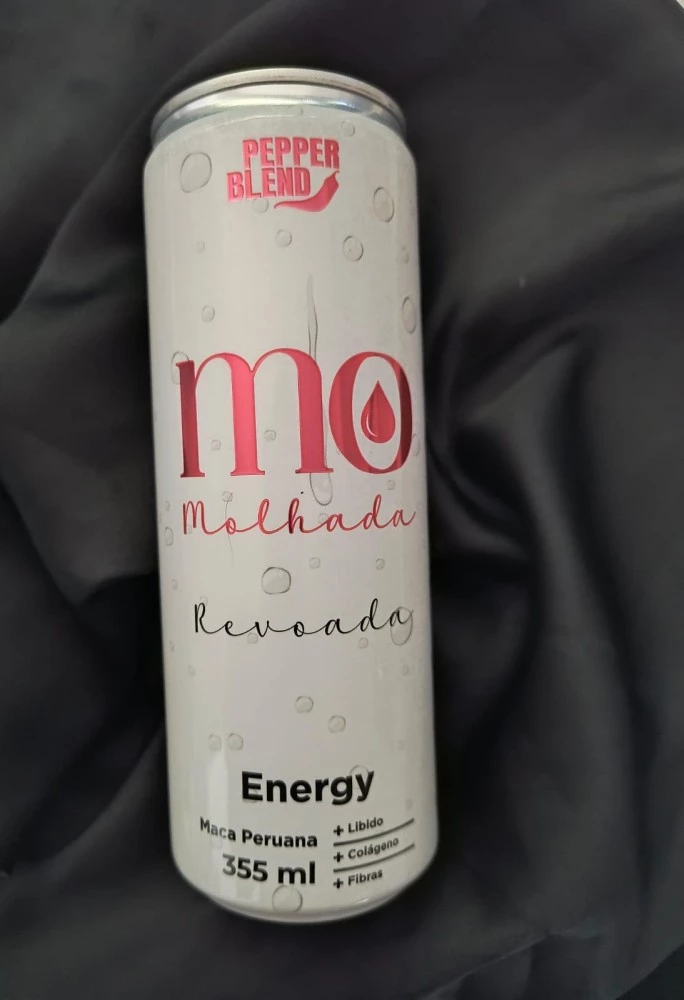 PEPPER
BLEND
mo
Molhada
Revoada
Energy
Maca Peruana
355 ml
+ Libido
+ Colágeno
+ Fibras